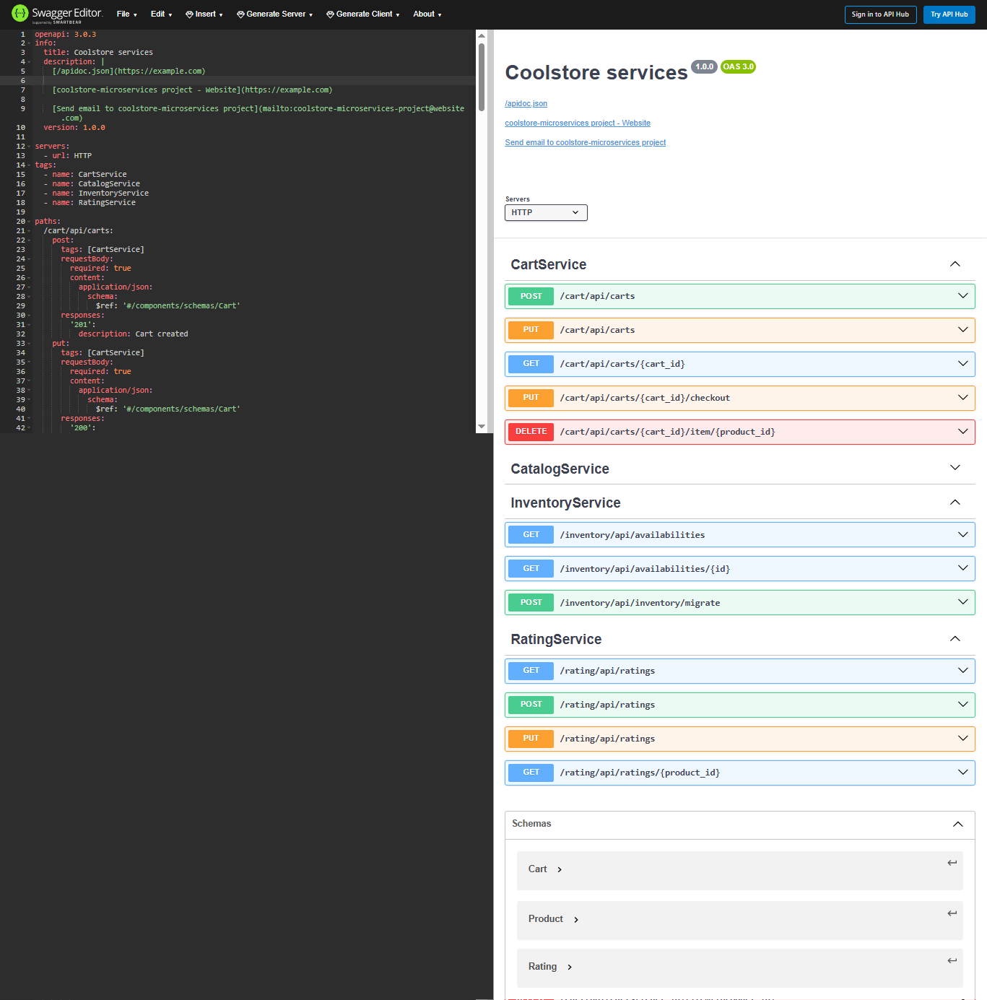 Swagger Editor.
Supported by SMARTBEAR
File
Edit
Insert
Generate Server
Generate Client
About
Sign in to API Hub
Try API Hub
1 openapi: 3.0.3
2 info:
3 title: Coolstore services
4 description: |
5 [/apidoc.json](https://example.com)
6
7 [coolstore-microservices project - Website](https://example.com)
8
9 [Send email to coolstore-microservices project](mailto:coolstore-microservices-project@website
.com)
10 version: 1.0.0
11
12 servers:
13 - url: HTTP
14 tags:
15 - name: CartService
16 - name: CatalogService
17 - name: InventoryService
18 - name: RatingService
19
20 paths:
21 /cart/api/carts:
22 post:
23 tags: [CartService]
24 requestBody:
25 required: true
26 content:
27 application/json:
28 schema:
29 $ref: '#/components/schemas/Cart'
30 responses:
31 '201':
32 description: Cart created
33 put:
34 tags: [CartService]
35 requestBody:
36 required: true
37 content:
38 application/json:
39 schema:
40 $ref: '#/components/schemas/Cart'
41 responses:
42 '200':
Coolstore services 1.0.0 OAS 3.0
/apidoc.json
coolstore-microservices project - Website
Send email to coolstore-microservices project
Servers
HTTP
CartService
POST /cart/api/carts
PUT /cart/api/carts
GET /cart/api/carts/{cart_id}
PUT /cart/api/carts/{cart_id}/checkout
DELETE /cart/api/carts/{cart_id}/item/{product_id}
CatalogService
InventoryService
GET /inventory/api/availabilities
GET /inventory/api/availabilities/{id}
POST /inventory/api/inventory/migrate
RatingService
GET /rating/api/ratings
POST /rating/api/ratings
PUT /rating/api/ratings
GET /rating/api/ratings/{product_id}
Schemas
Cart
Product
Rating